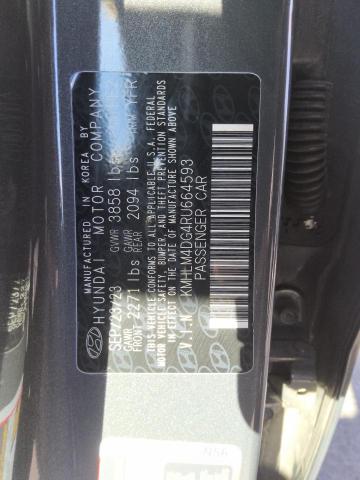 MANUFACTURED IN KOREA BY
HYUNDAI MOTOR COMPANY
SEP/23/23 GVWR 3858 lbs
GAWR FRONT 2271 lbs GAWR REAR 2094 lbs YFR
THIS VEHICLE CONFORMS TO ALL APPLICABLE U.S.A. FEDERAL
MOTOR VEHICLE SAFETY, BUMPER, AND THEFT PREVENTION STANDARDS
IN EFFECT ON THE DATE OF MANUFACTURE SHOWN ABOVE.
V.I.N : KMHLM4DG4RU664593
PASSENGER CAR